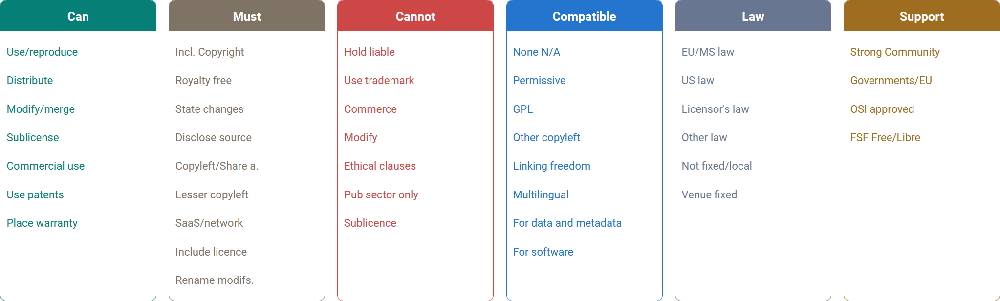 Can
Use/reproduce
Distribute
Modify/merge
Sublicense
Commercial use
Use patents
Place warranty
Must
Incl. Copyright
Royalty free
State changes
Disclose source
Copyleft/Share a.
Lesser copyleft
SaaS/network
Include licence
Rename modifs.
Cannot
Hold liable
Use trademark
Commerce
Modify
Ethical clauses
Pub sector only
Sublicence
Compatible
None N/A
Permissive
GPL
Other copyleft
Linking freedom
Multilingual
For data and metadata
For software
Law
EU/MS law
US law
Licensor's law
Other law
Not fixed/local
Venue fixed
Support
Strong Community
Governments/EU
OSI approved
FSF Free/Libre